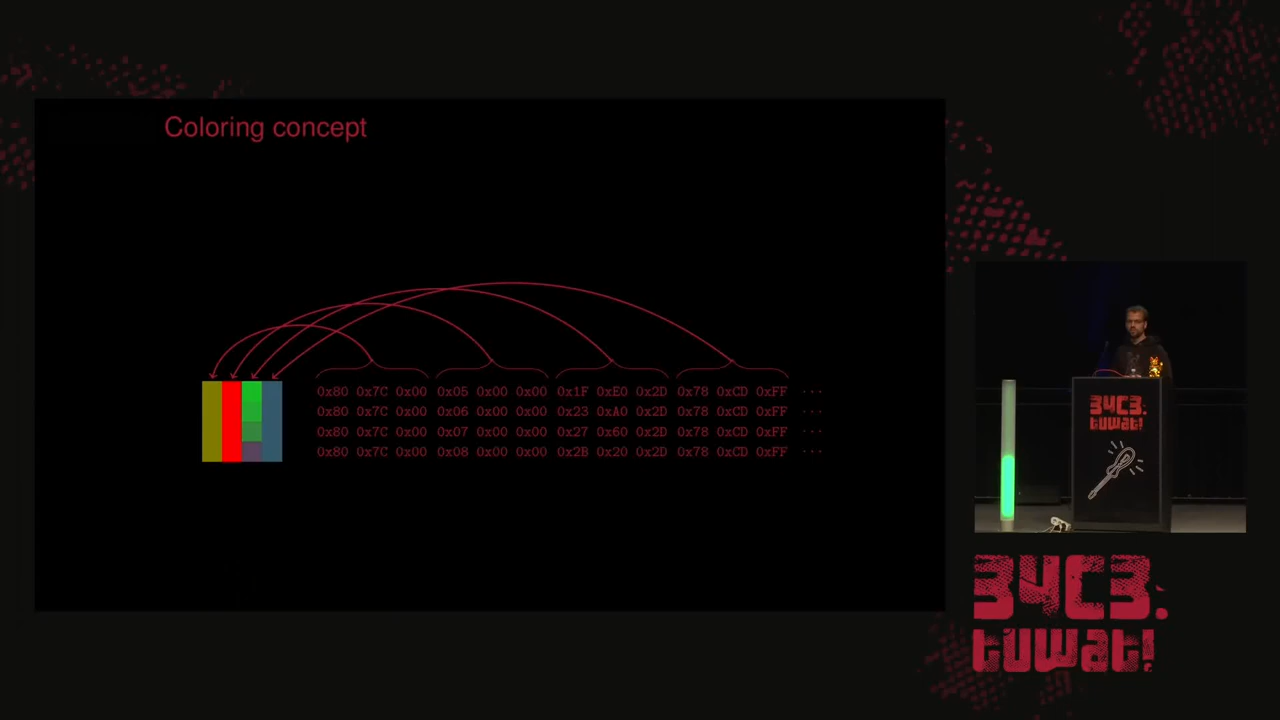 Coloring concept
0x80 0x7C 0x00 0x05 0x00 0x00 0x1F 0xE0 0x2D 0x78 0xCD 0xFF ...
0x80 0x7C 0x00 0x06 0x00 0x00 0x23 0xA0 0x2D 0x78 0xCD 0xFF ...
0x80 0x7C 0x00 0x07 0x00 0x00 0x27 0x60 0x2D 0x78 0xCD 0xFF ...
0x80 0x7C 0x00 0x08 0x00 0x00 0x2B 0x20 0x2D 0x78 0xCD 0xFF ...
34C3.
tuwat!
34C3.
tuwat!